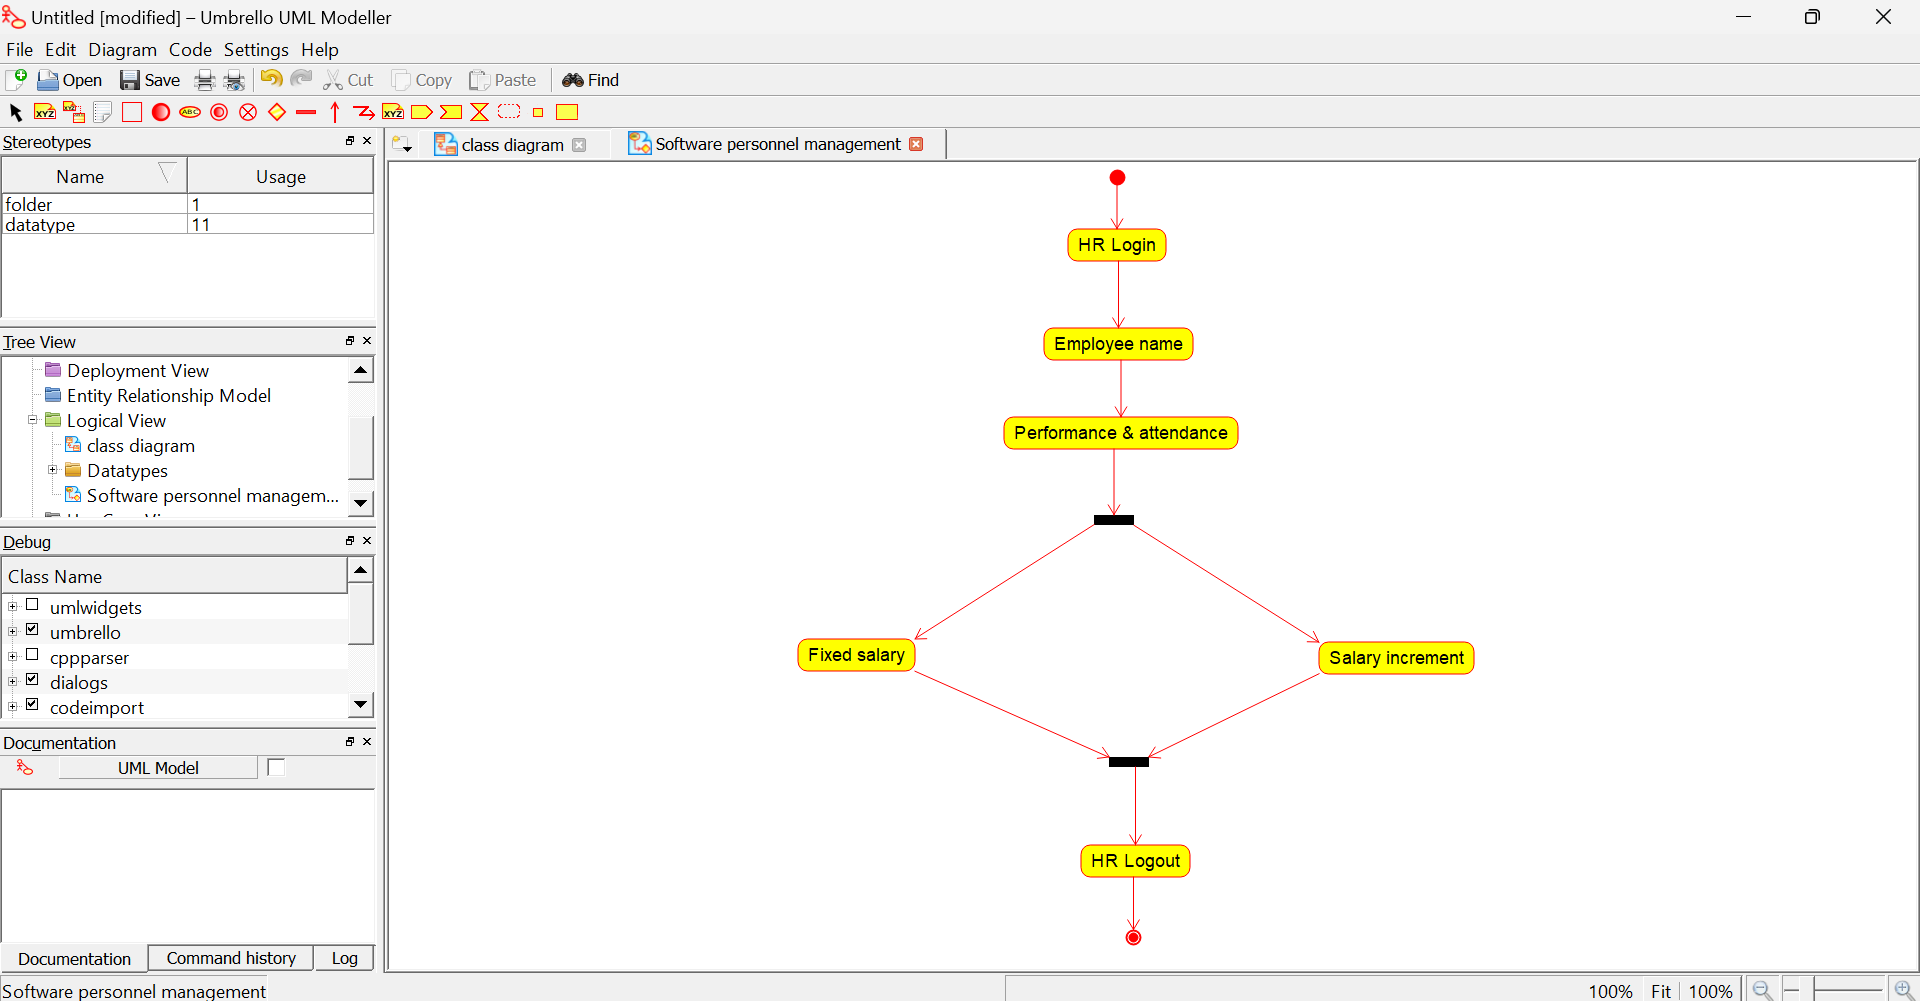 Untitled [modified] – Umbrello UML Modeller
File Edit Diagram Code Settings Help
Open Save Cut Copy Paste Find
XYZ XYZ ABC XYZ
Stereotypes
class diagram Software personnel management
Name Usage
folder 1
datatype 11
Tree View
Deployment View
Entity Relationship Model
Logical View
class diagram
Datatypes
Software personnel managem...
Debug
Class Name
umlwidgets
umbrello
cppparser
dialogs
codeimport
Documentation
UML Model
Documentation Command history Log
HR Login
Employee name
Performance & attendance
Fixed salary
Salary increment
HR Logout
Software personnel management
100% Fit 100%